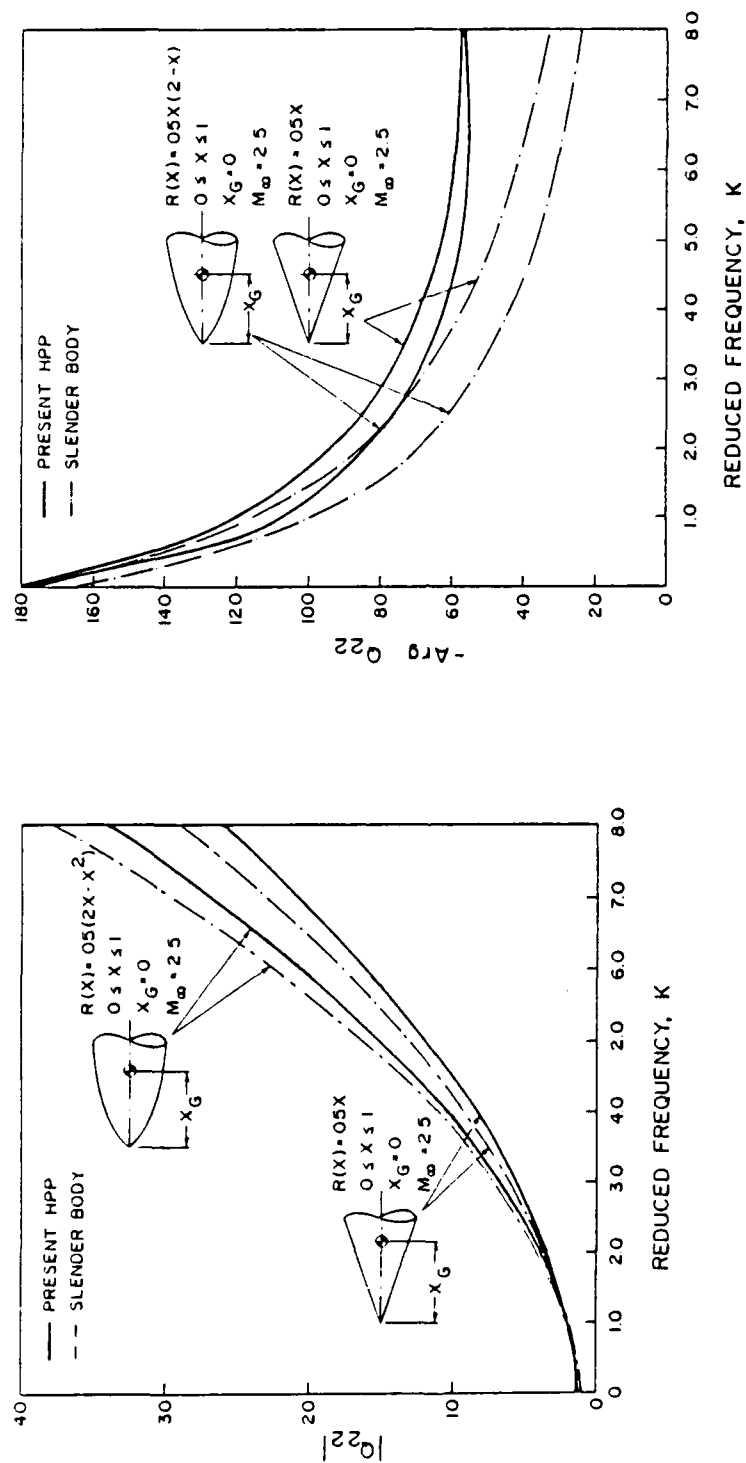 — PRESENT HPP
– – SLENDER BODY
R(X) = 05(2X - X²)
0 ≤ X ≤ 1
X_G = 0
M_∞ = 2 5
X_G
R(X) = 05X
0 ≤ X ≤ 1
X_G = 0
M_∞ = 2 5
X_G
|Q₂₂|
40
30
20
10
0
0 1.0 2.0 3.0 4.0 2.0 6.0 7.0 8.0
REDUCED FREQUENCY, K
— PRESENT HPP
–·– SLENDER BODY
R(X) = 05X(2-X)
0 ≤ X ≤ 1
X_G = 0
M_∞ = 2 5
X_G
R(X) = 05X
0 ≤ X ≤ 1
X_G = 0
M_∞ = 2.5
X_G
-Arg Q₂₂
180
160
140
120
100
80
60
40
20
0
1.0 2.0 3.0 4.0 5.0 6.0 7.0 8.0
REDUCED FREQUENCY, K